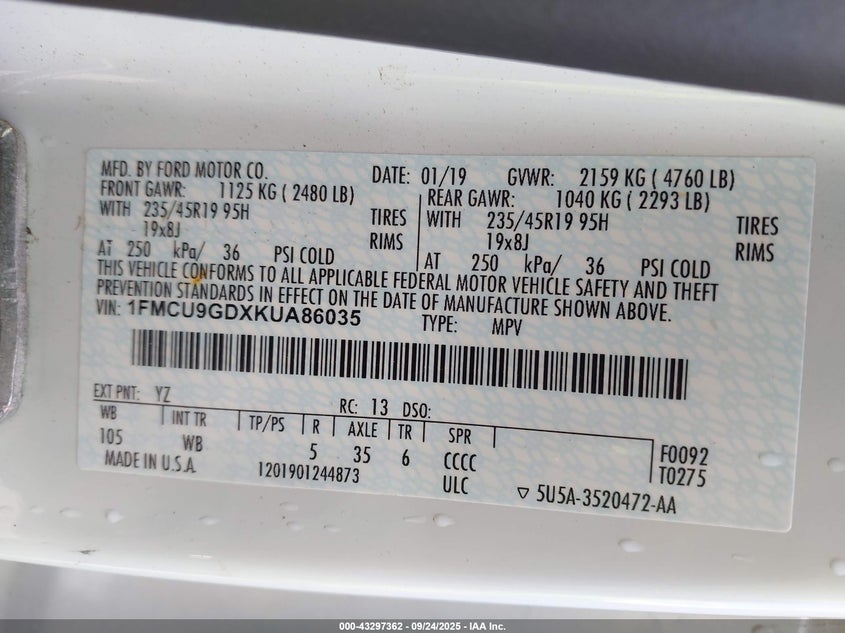 MFD. BY FORD MOTOR CO. DATE: 01/19 GVWR: 2159 KG ( 4760 LB)
FRONT GAWR: 1125 KG ( 2480 LB) REAR GAWR: 1040 KG ( 2293 LB)
WITH 235/45R19 95H TIRES WITH 235/45R19 95H TIRES
19x8J RIMS 19x8J RIMS
AT 250 kPa/ 36 PSI COLD AT 250 kPa/ 36 PSI COLD
THIS VEHICLE CONFORMS TO ALL APPLICABLE FEDERAL MOTOR VEHICLE SAFETY AND THEFT
PREVENTION STANDARDS IN EFFECT ON THE DATE OF MANUFACTURE SHOWN ABOVE.
VIN: 1FMCU9GDXKUA86035 TYPE: MPV
EXT PNT: YZ RC: 13 DSO:
WB INT TR TP/PS R AXLE TR SPR
105 WB 5 35 6 CCCC F0092
MADE IN U.S.A. 1201901244873 ULC T0275
▽ 5U5A-3520472-AA
000-43297362 - 09/24/2025 - IAA Inc.